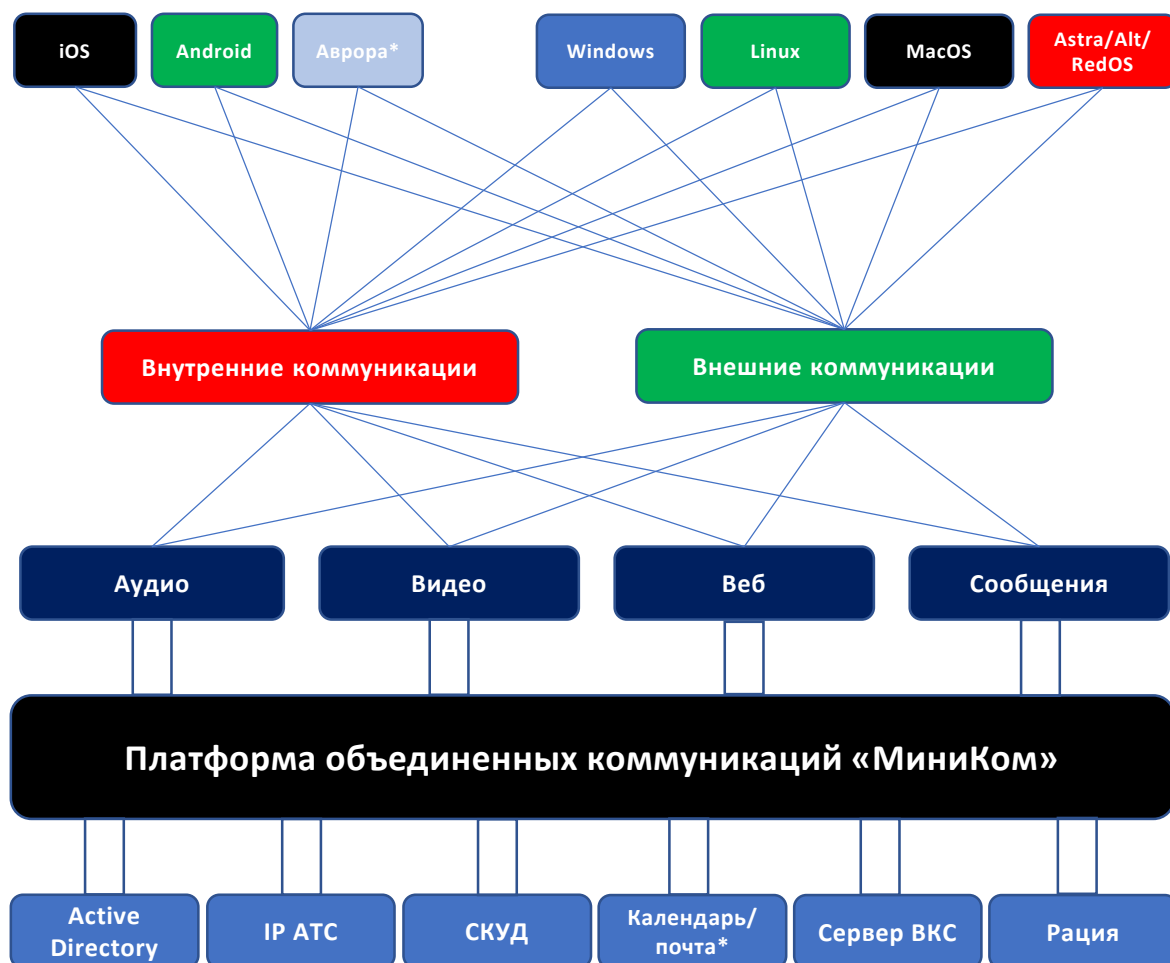 iOS
Android
Аврора*
Windows
Linux
MacOS
Astra/Alt/
RedOS
Внутренние коммуникации
Внешние коммуникации
Аудио
Видео
Веб
Сообщения
Платформа объединенных коммуникаций «МиниКом»
Active
Directory
IP АТС
СКУД
Календарь/
почта*
Сервер ВКС
Рация